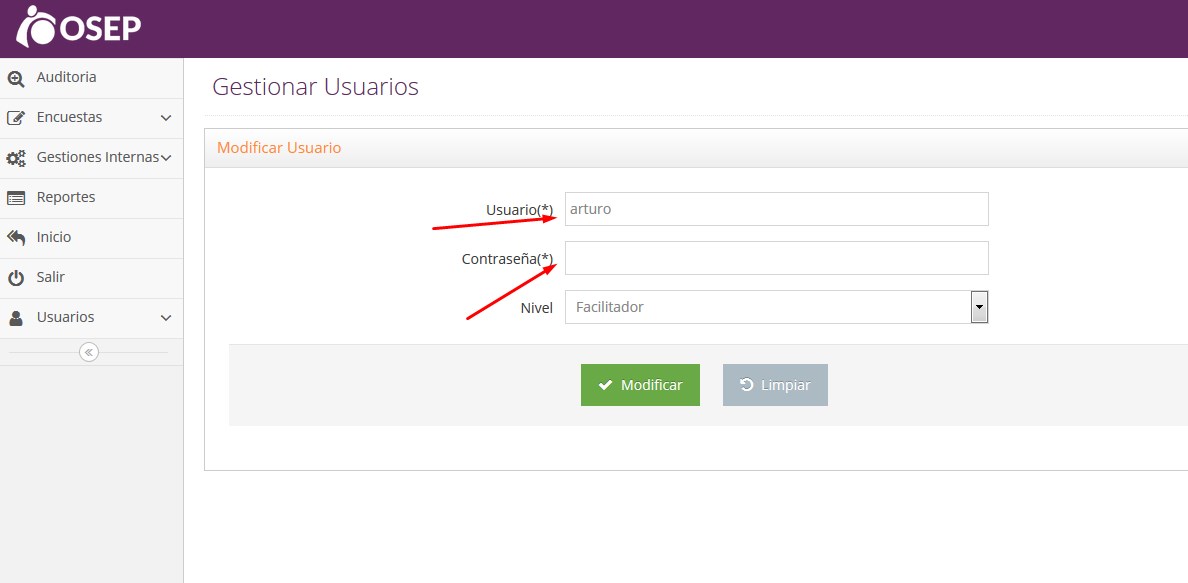 OSEP
Auditoria
Encuestas
Gestiones Internas
Reportes
Inicio
Salir
Usuarios
Gestionar Usuarios
Modificar Usuario
Usuario(*) arturo
Contraseña(*)
Nivel Facilitador
Modificar Limpiar